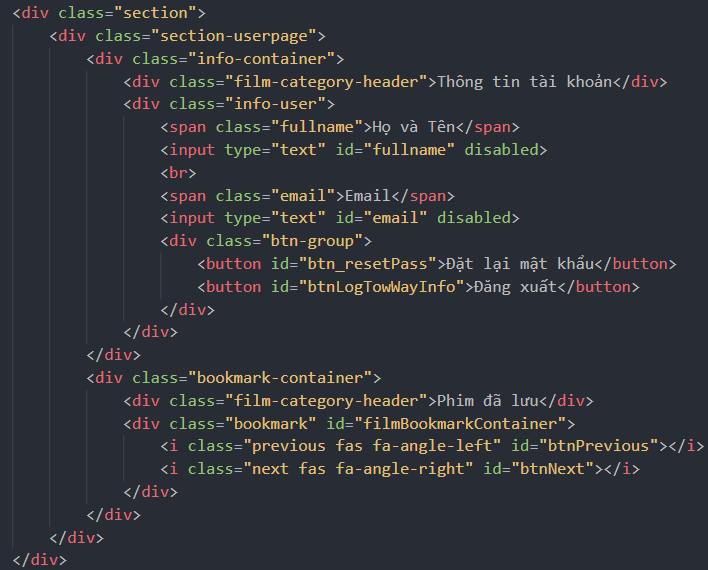 <div class="section">
<div class="section-userpage">
<div class="info-container">
<div class="film-category-header">Thông tin tài khoản</div>
<div class="info-user">
<span class="fullname">Họ và Tên</span>
<input type="text" id="fullname" disabled>
<br>
<span class="email">Email</span>
<input type="text" id="email" disabled>
<div class="btn-group">
<button id="btn_resetPass">Đặt lại mật khẩu</button>
<button id="btnLogTowWayInfo">Đăng xuất</button>
</div>
</div>
</div>
<div class="bookmark-container">
<div class="film-category-header">Phim đã lưu</div>
<div class="bookmark" id="filmBookmarkContainer">
<i class="previous fas fa-angle-left" id="btnPrevious"></i>
<i class="next fas fa-angle-right" id="btnNext"></i>
</div>
</div>
</div>
</div>